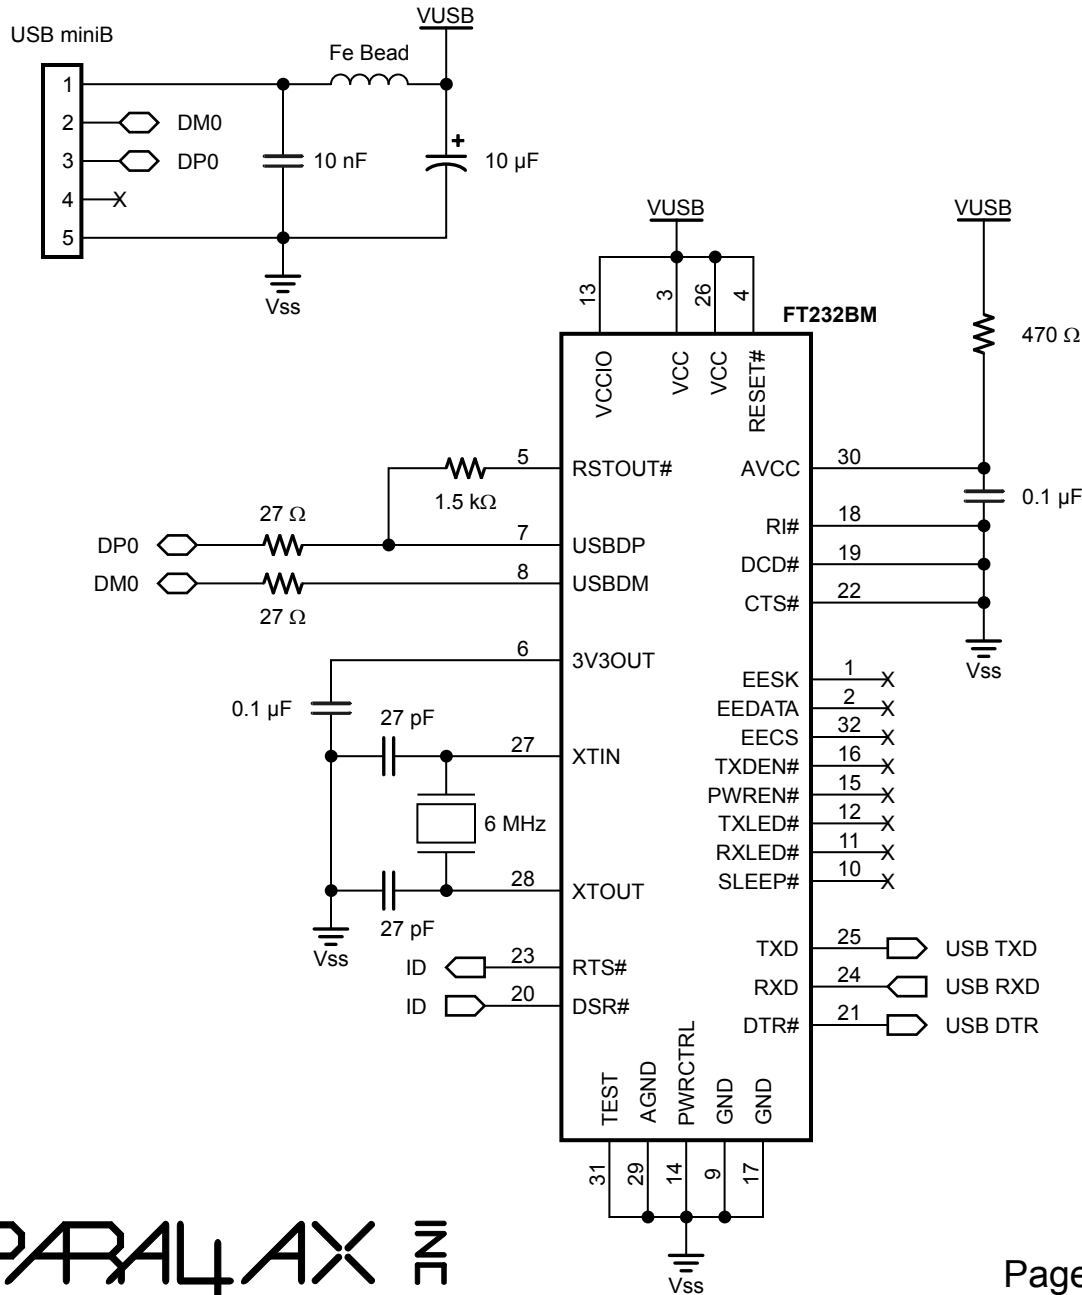 VUSB
USB miniB
Fe Bead
1
2 DM0
3 DP0
4 X
5
10 nF
+
10 µF
Vss
VUSB
VUSB
13
3
26
4
FT232BM
470 Ω
VCCIO
VCC
VCC
RESET#
5 RSTOUT#
1.5 kΩ
AVCC 30
0.1 µF
27 Ω
RI# 18
DP0
7 USBDP
DCD# 19
DM0
8 USBDM
CTS# 22
27 Ω
Vss
6 3V3OUT
EESK 1 X
EEDATA 2 X
EECS 32 X
TXDEN# 16 X
PWREN# 15 X
TXLED# 12 X
RXLED# 11 X
SLEEP# 10 X
0.1 µF
27 pF
27 XTIN
6 MHz
28 XTOUT
27 pF
Vss
ID 23 RTS#
ID 20 DSR#
TXD 25 USB TXD
RXD 24 USB RXD
DTR# 21 USB DTR
TEST
AGND
PWRCTRL
GND
GND
31
29
14
9
17
Vss
PARALLAX INC
Page